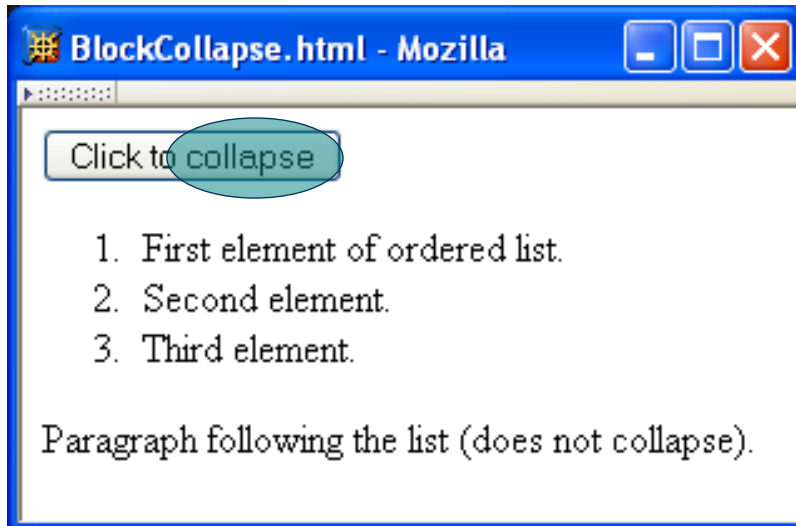 BlockCollapse.html - Mozilla
Click to collapse
1. First element of ordered list.
2. Second element.
3. Third element.
Paragraph following the list (does not collapse).